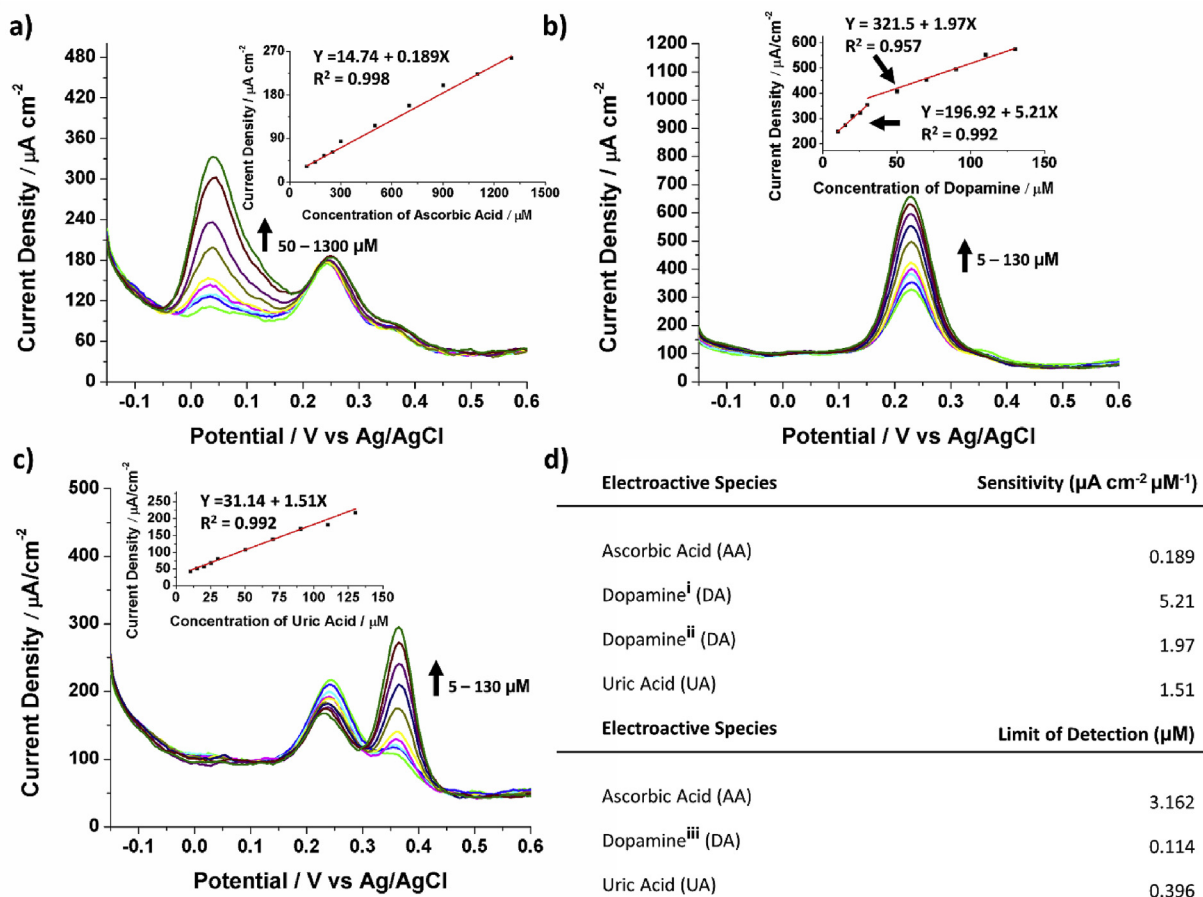 a)
Y =14.74 + 0.189X
R² = 0.998
Current Density / μA cm⁻²
270
180
90
0
300 600 900 1200 1500
Concentration of Ascorbic Acid / μM
50 – 1300 μM
Current Density / μA cm⁻²
480
420
360
300
240
180
120
60
0
-0.1 0.0 0.1 0.2 0.3 0.4 0.5 0.6
Potential / V vs Ag/AgCl
b)
Y = 321.5 + 1.97X
R² = 0.957
Y =196.92 + 5.21X
R² = 0.992
Current Density / μA/cm⁻²
600
500
400
300
200
0 50 100 150
Concentration of Dopamine / μM
5 – 130 μM
Current Density / μA cm⁻²
1200
1100
1000
900
800
700
600
500
400
300
200
100
0
-0.1 0.0 0.1 0.2 0.3 0.4 0.5 0.6
Potential / V vs Ag/AgCl
c)
Y =31.14 + 1.51X
R² = 0.992
Current Density / μA/cm⁻²
250
200
150
100
50
0
0 25 50 75 100 125 150
Concentration of Uric Acid / μM
5 – 130 μM
Current Density / μA/cm⁻²
500
400
300
200
100
0
-0.1 0.0 0.1 0.2 0.3 0.4 0.5 0.6
Potential / V vs Ag/AgCl
d)
Electroactive Species Sensitivity (μA cm⁻² μM⁻¹)
Ascorbic Acid (AA) 0.189
Dopamineⁱ (DA) 5.21
Dopamineⁱⁱ (DA) 1.97
Uric Acid (UA) 1.51
Electroactive Species Limit of Detection (μM)
Ascorbic Acid (AA) 3.162
Dopamineⁱⁱⁱ (DA) 0.114
Uric Acid (UA) 0.396